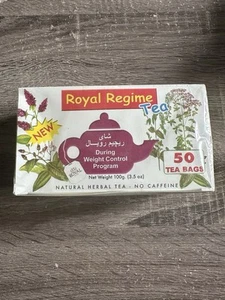 Royal Regime
Tea
NEW
شاي
ريچيم رويال
During
Weight Control
Program
Net Weight 100g. (3.5 oz)
50
TEA BAGS
NATURAL HERBAL TEA - NO CAFFEINE